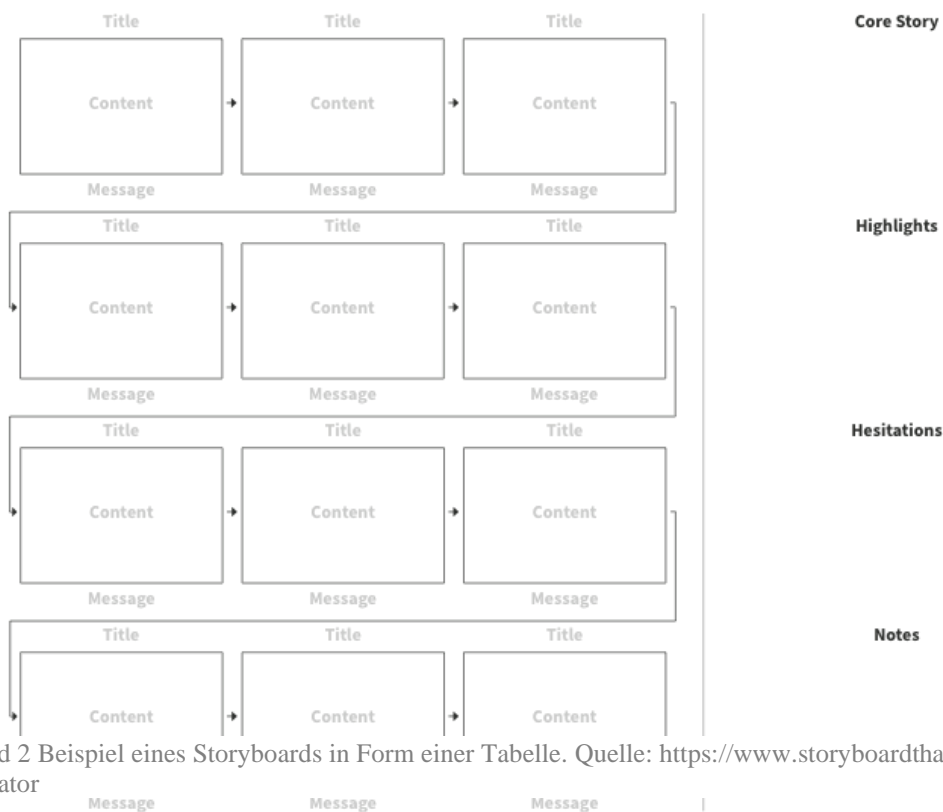 Title Title Title Core Story
Content Content Content
Message Message Message
Title Title Title Highlights
Content Content Content
Message Message Message
Title Title Title Hesitations
Content Content Content
Message Message Message
Title Title Title Notes
Content Content Content
d 2 Beispiel eines Storyboards in Form einer Tabelle. Quelle: https://www.storyboardtha
ator
Message Message Message